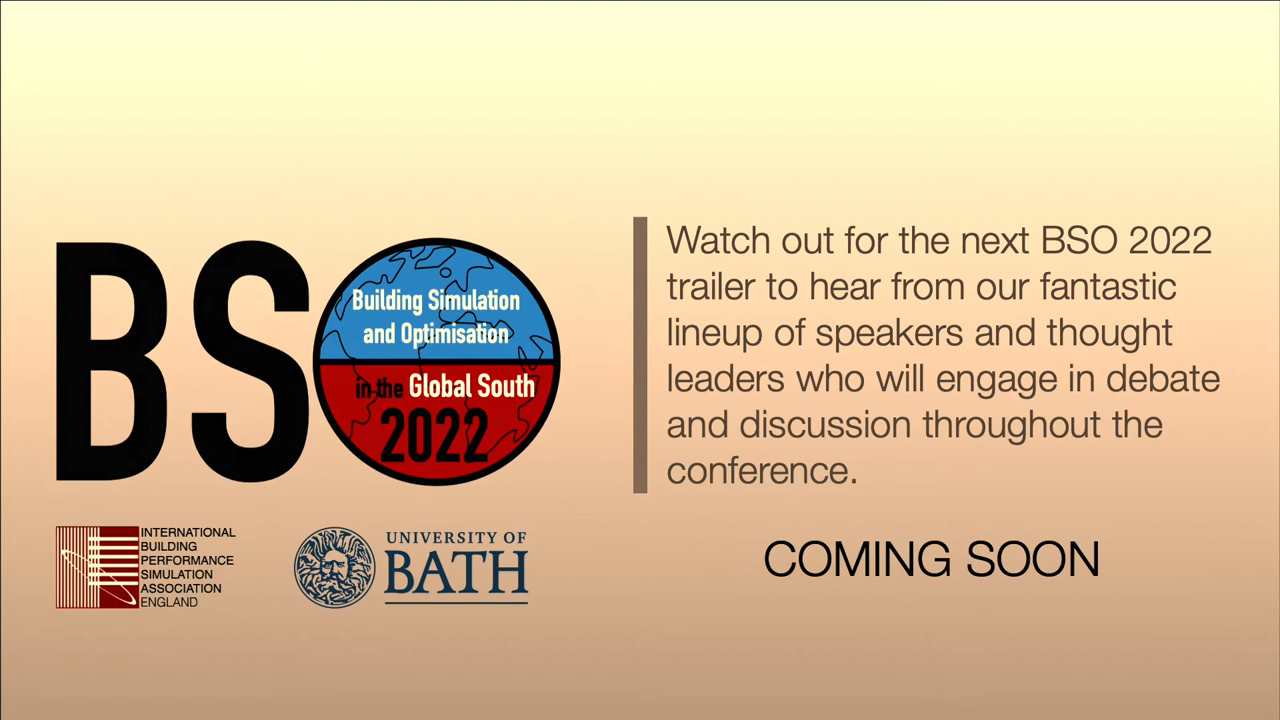 BSO
Building Simulation
and Optimisation
in the Global South
2022
INTERNATIONAL
BUILDING
PERFORMANCE
SIMULATION
ASSOCIATION
ENGLAND
UNIVERSITY OF
BATH
Watch out for the next BSO 2022
trailer to hear from our fantastic
lineup of speakers and thought
leaders who will engage in debate
and discussion throughout the
conference.
COMING SOON